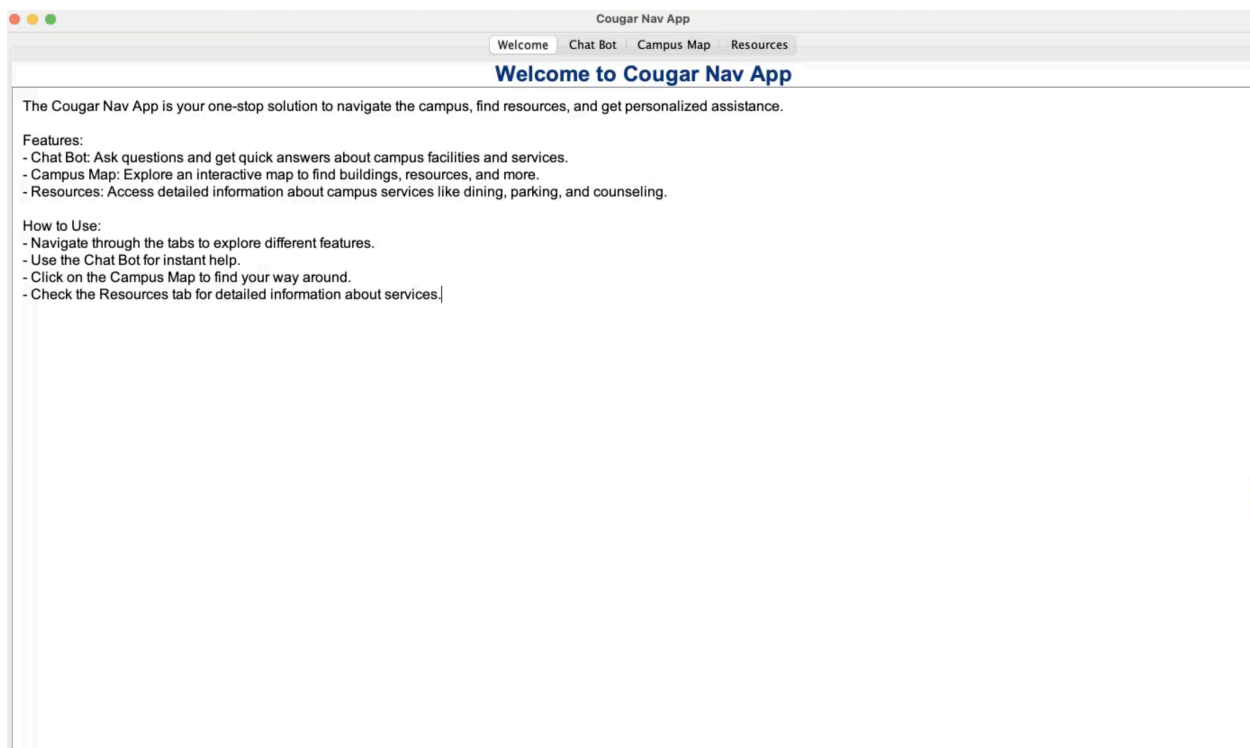 Cougar Nav App
Welcome Chat Bot Campus Map Resources
Welcome to Cougar Nav App
The Cougar Nav App is your one-stop solution to navigate the campus, find resources, and get personalized assistance.
Features:
- Chat Bot: Ask questions and get quick answers about campus facilities and services.
- Campus Map: Explore an interactive map to find buildings, resources, and more.
- Resources: Access detailed information about campus services like dining, parking, and counseling.
How to Use:
- Navigate through the tabs to explore different features.
- Use the Chat Bot for instant help.
- Click on the Campus Map to find your way around.
- Check the Resources tab for detailed information about services.